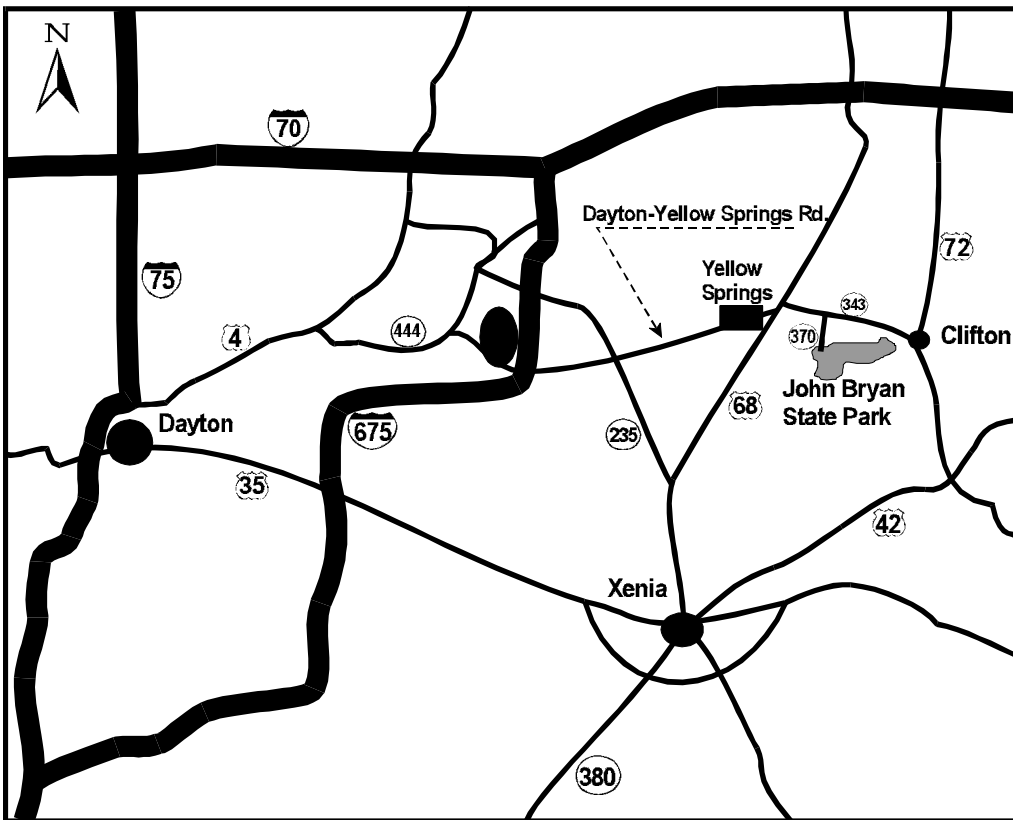 N
70
Dayton-Yellow Springs Rd.
72
Yellow
Springs
75
343
4
444
370
Clifton
John Bryan
State Park
68
Dayton
675
235
35
42
Xenia
380